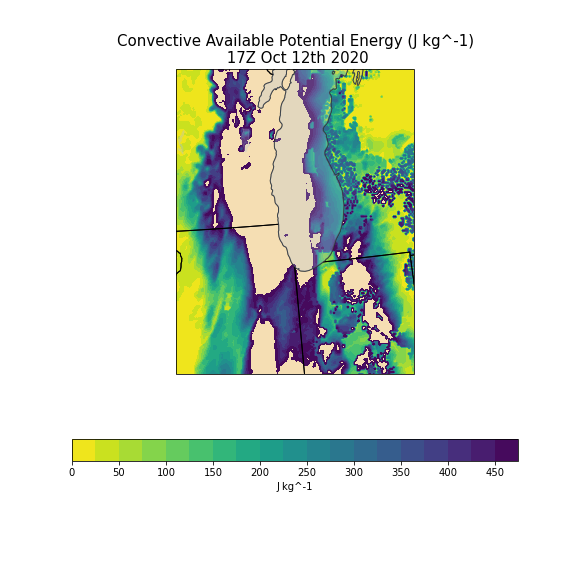 Convective Available Potential Energy (J kg^-1)
17Z Oct 12th 2020
0 50 100 150 200 250 300 350 400 450
J kg^-1